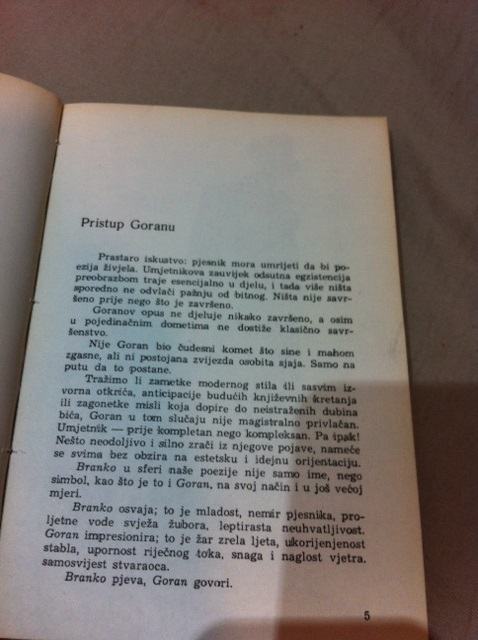 Pristup Goranu
Prastaro iskustvo: pjesnik mora umrijeti da bi po-
ezija živjela. Umjetnikova zauvijek odsutna egzistencija
preobrazbom traje esencijalno u djelu, i tada više ništa
sporedno ne odvlači pažnju od bitnog. Ništa nije savr-
šeno prije nego što je završeno.
Goranov opus ne djeluje nikako završeno, a osim
u pojedinačnim dometima ne dostiže klasično savr-
šenstvo.
Nije Goran bio čudesni komet što sine i mahom
zgasne, ali ni postojana zvijezda osobita sjaja. Samo na
putu da to postane.
Tražimo li zametke modernog stila ili sasvim iz-
vorna otkrića, anticipacije budućih književnih kretanja
ili zagonetke misli koja dopire do neistraženih dubina
bića, Goran u tom slučaju nije magistralno privlačan.
Umjetnik — prije kompletan nego kompleksan. Pa ipak!
Nešto neodoljivo i silno zrači iz njegove pojave, nameće
se svima bez obzira na estetsku i idejnu orijentaciju.
Branko u sferi naše poezije nije samo ime, nego
simbol, kao što je to i Goran, na svoj način i u još većoj
mjeri.
Branko osvaja; to je mladost, nemir pjesnika, pro-
ljetne vode svježa žubora, leptirasta neuhvatljivost.
Goran impresionira; to je žar zrela ljeta, ukorijenjenost
stabla, upornost riječnog toka, snaga i naglost vjetra,
samosvijest stvaraoca.
Branko pjeva, Goran govori.
5